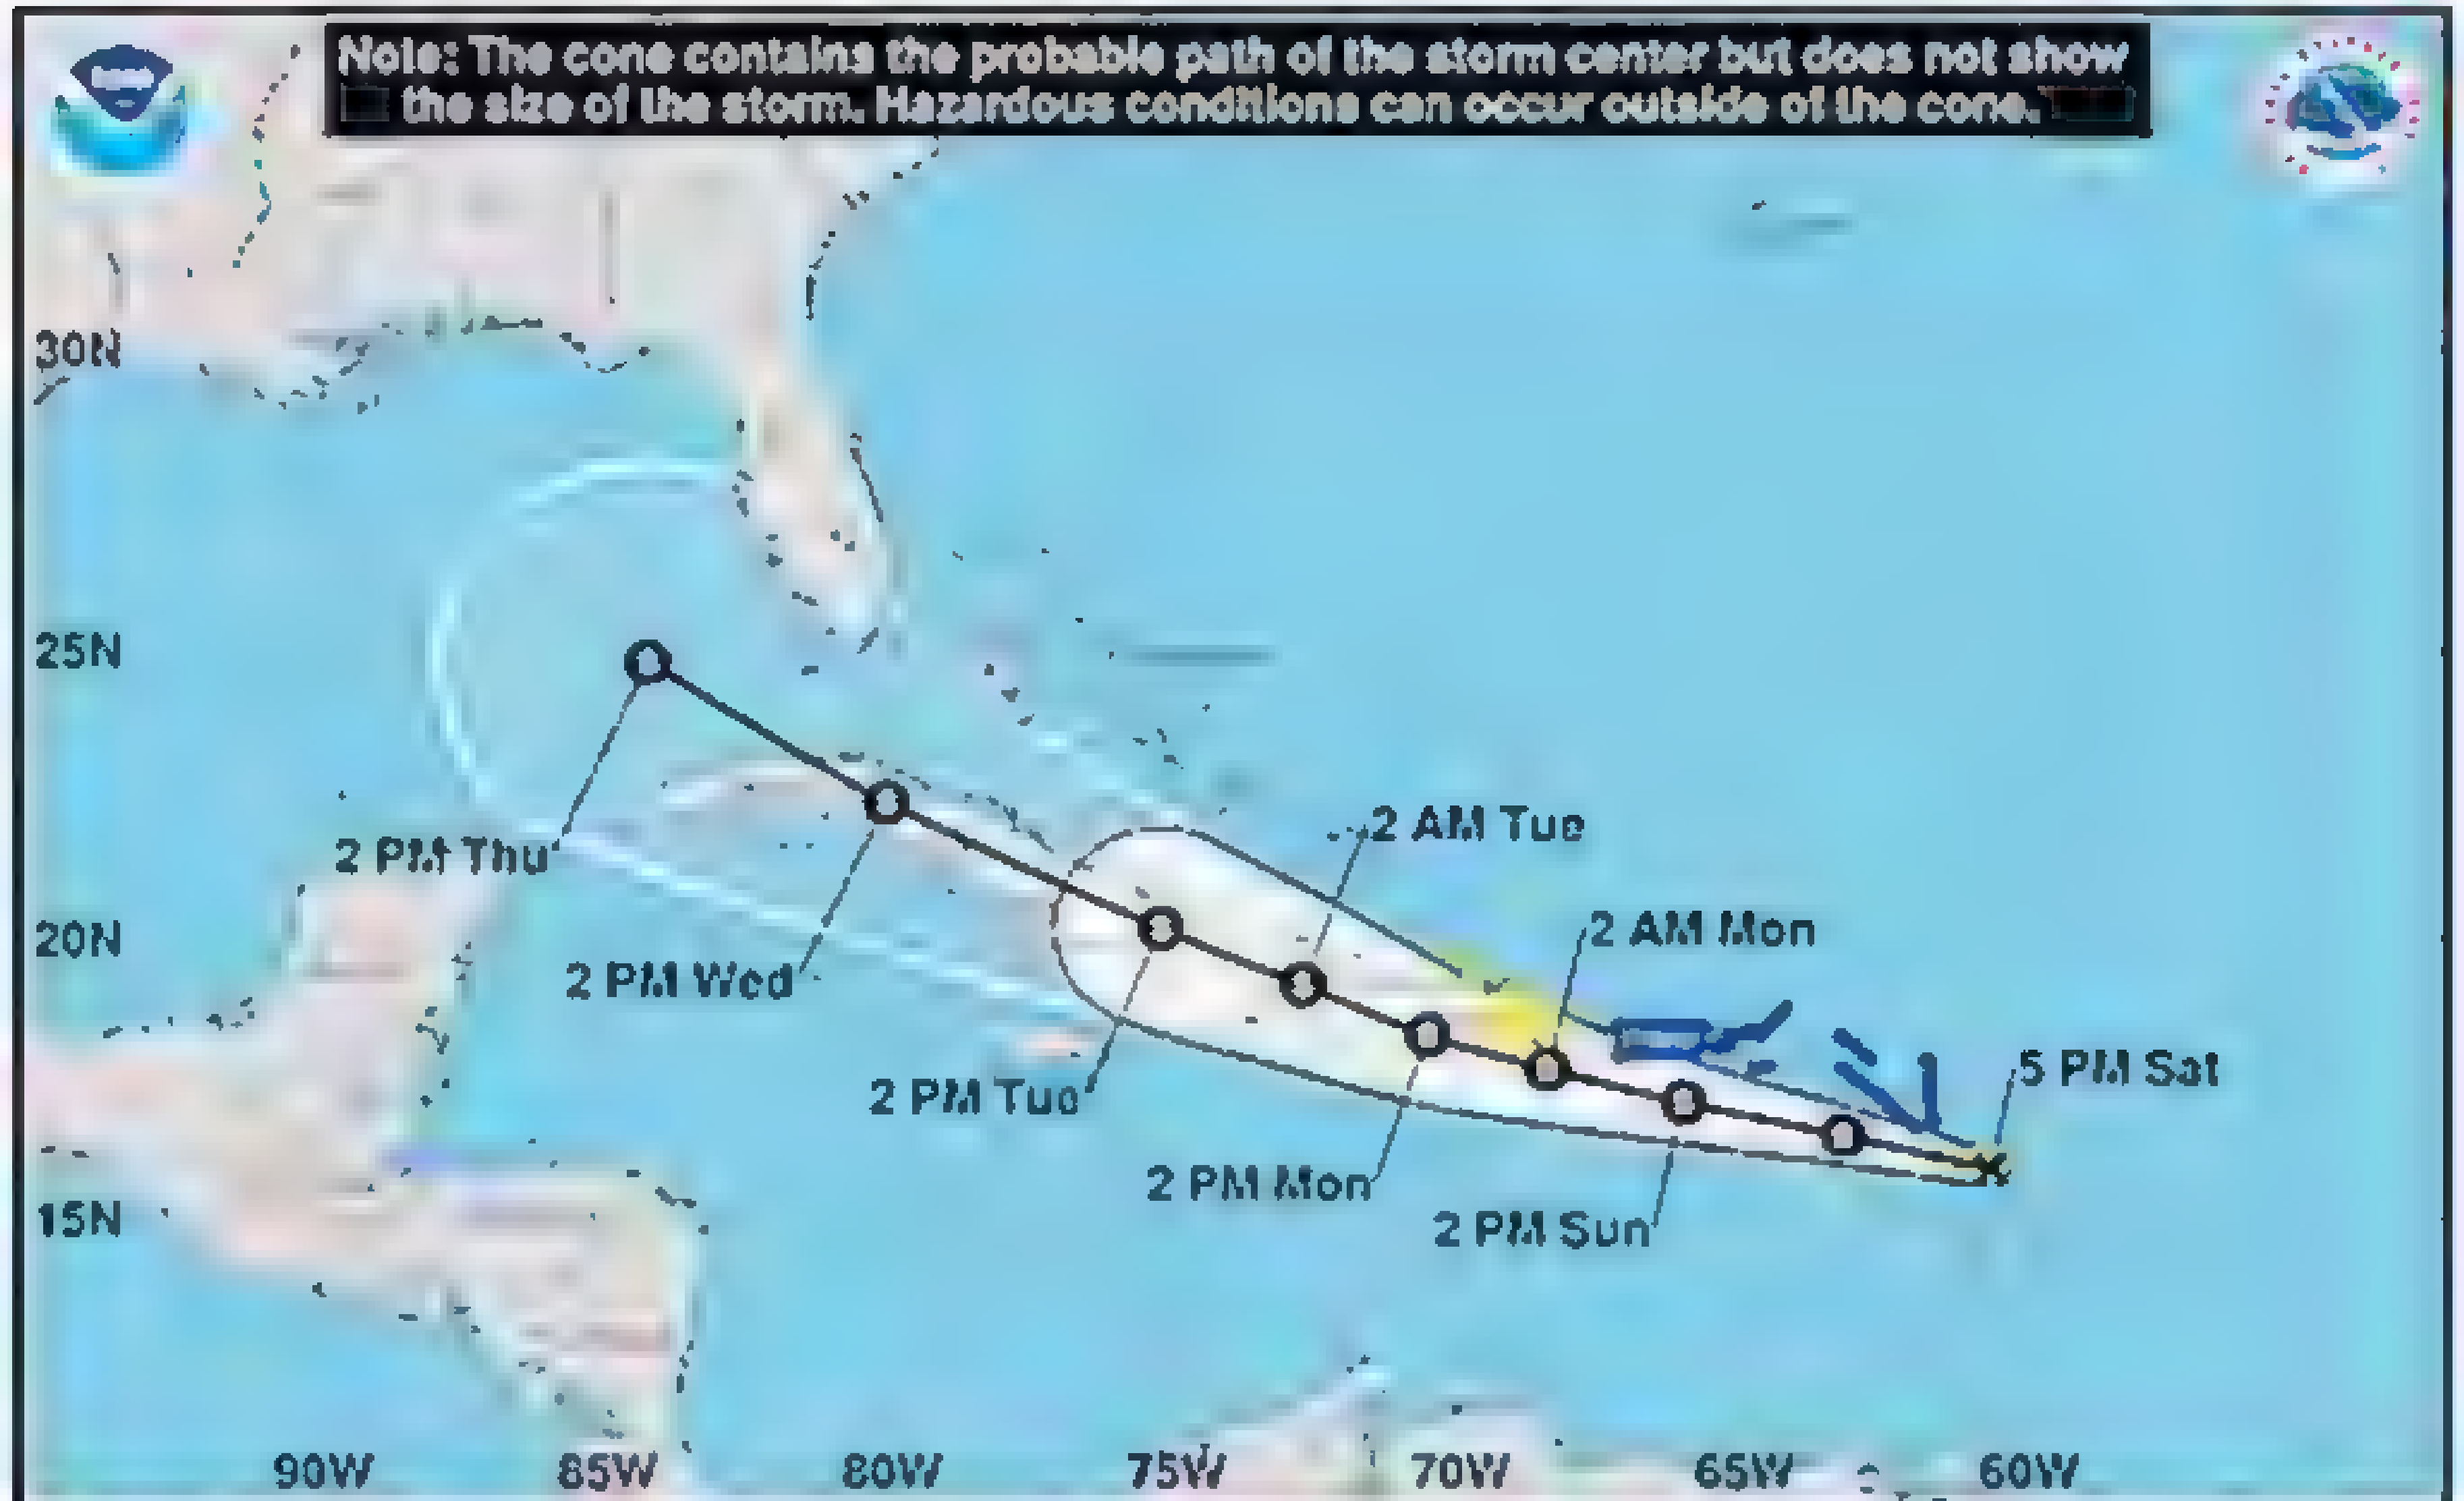 Note: The cone contains the probable path of the storm center but does not show
the size of the storm. Hazardous conditions can occur outside of the cone.
30N
25N
2 AM Tue
2 PM Thu
2 AM Mon
20N
2 PM Wed
5 PM Sat
2 PM Tue
2 PM Mon
15N
2 PM Sun
90W 85W 80W 75W 70W 65W 60W